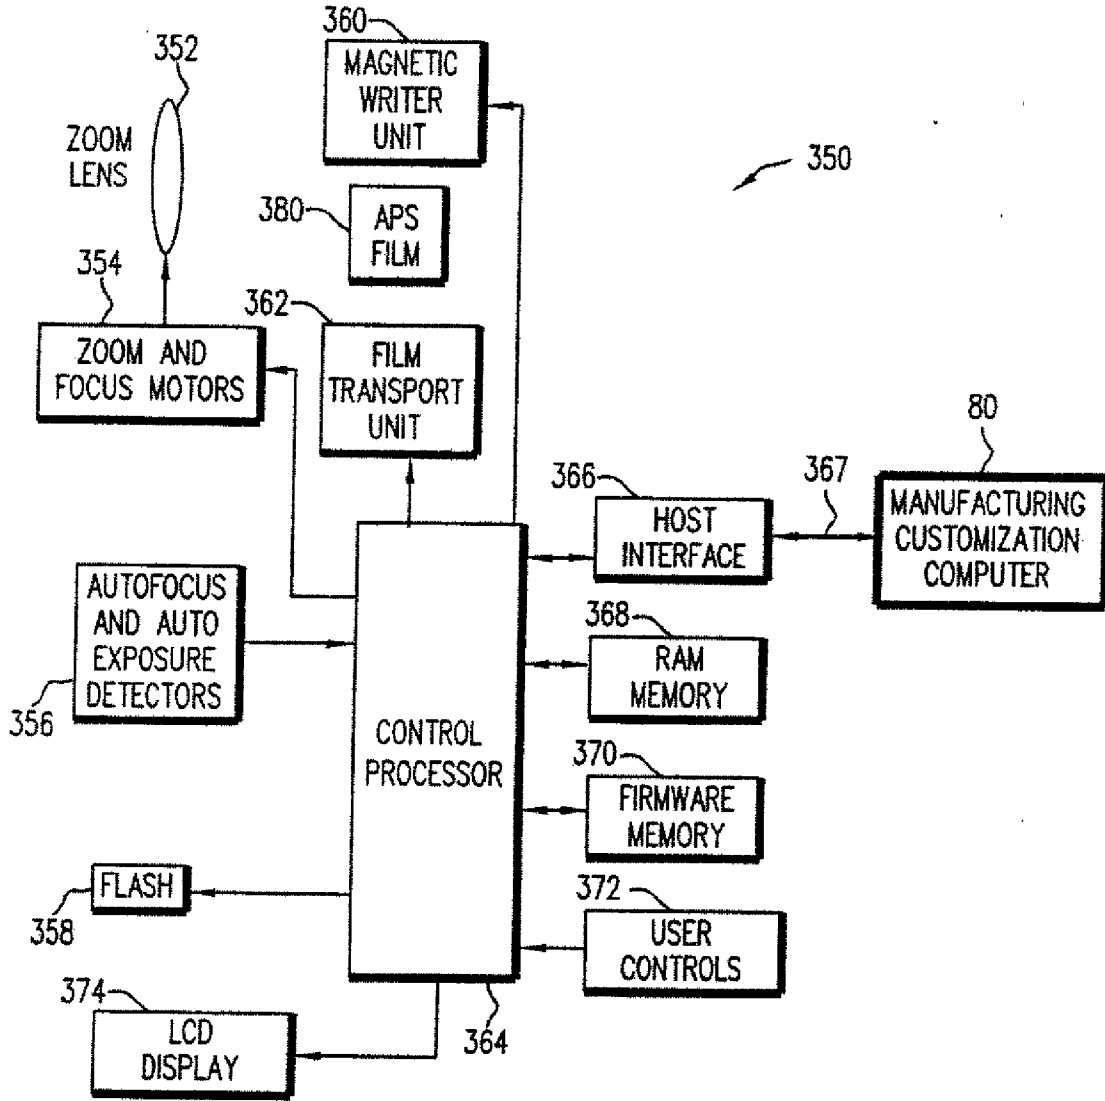 360
352
MAGNETIC
WRITER
UNIT
ZOOM
LENS
350
380
APS
FILM
354
362
ZOOM AND
FOCUS MOTORS
FILM
TRANSPORT
UNIT
80
366
367
HOST
INTERFACE
MANUFACTURING
CUSTOMIZATION
COMPUTER
AUTOFOCUS
AND AUTO
EXPOSURE
DETECTORS
356
368
RAM
MEMORY
CONTROL
PROCESSOR
370
FIRMWARE
MEMORY
FLASH
358
372
USER
CONTROLS
374
LCD
DISPLAY
364